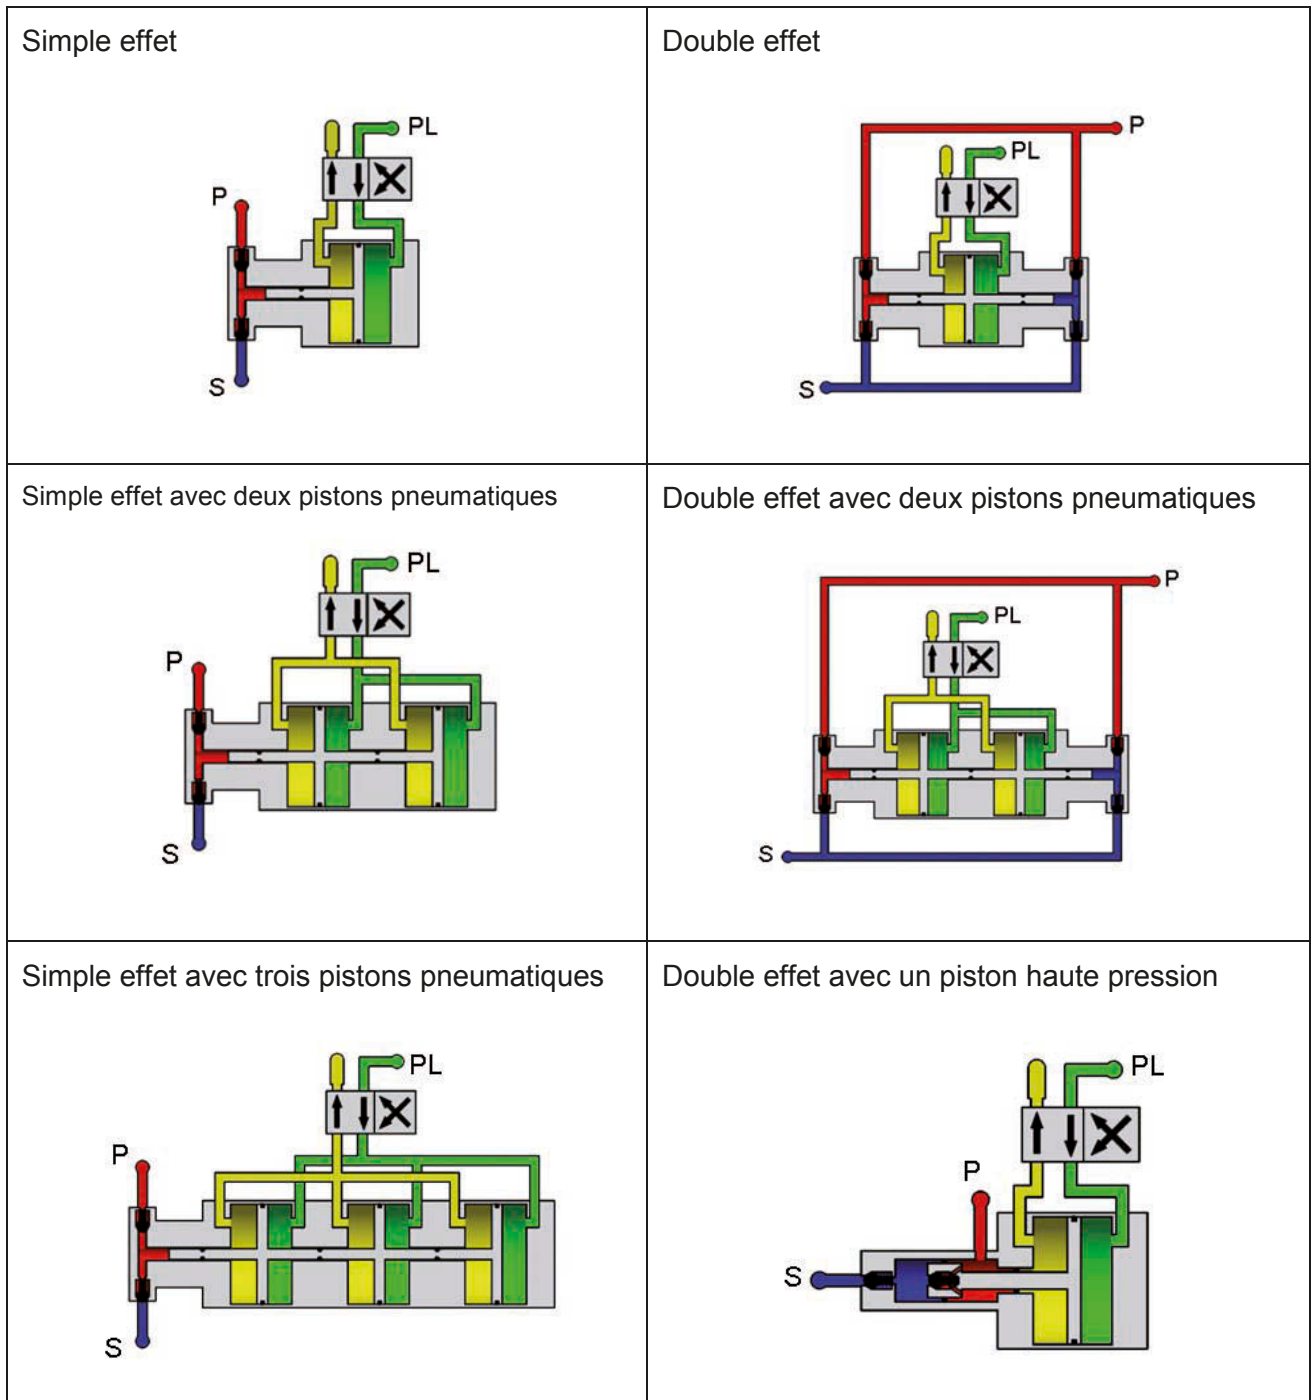 Simple effet
PL
P
S
Double effet
P
PL
S
Simple effet avec deux pistons pneumatiques
PL
P
S
Double effet avec deux pistons pneumatiques
P
PL
S
Simple effet avec trois pistons pneumatiques
PL
P
S
Double effet avec un piston haute pression
PL
P
S